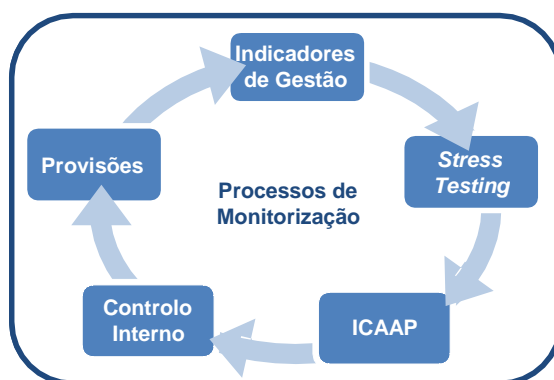 Indicadores
de Gestão
Stress
Testing
ICAAP
Controlo
Interno
Provisões
Processos de
Monitorização